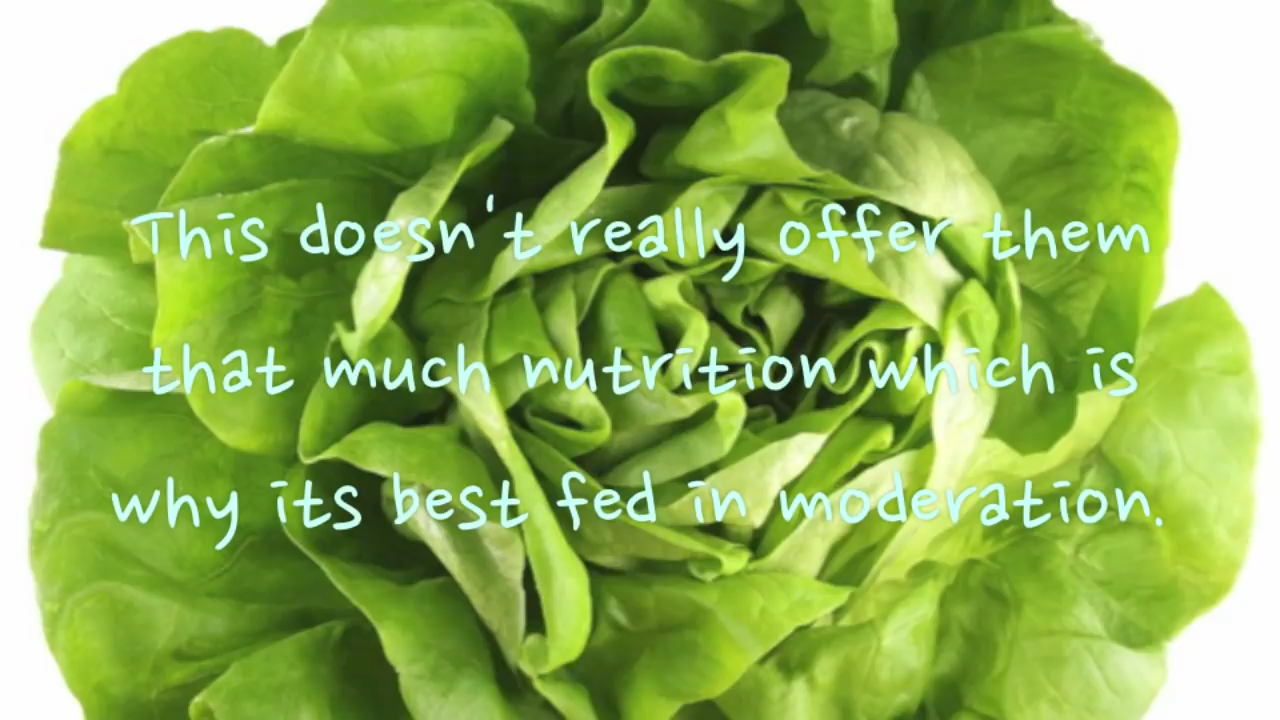 This doesn't really offer them
that much nutrition which is
why its best fed in moderation.